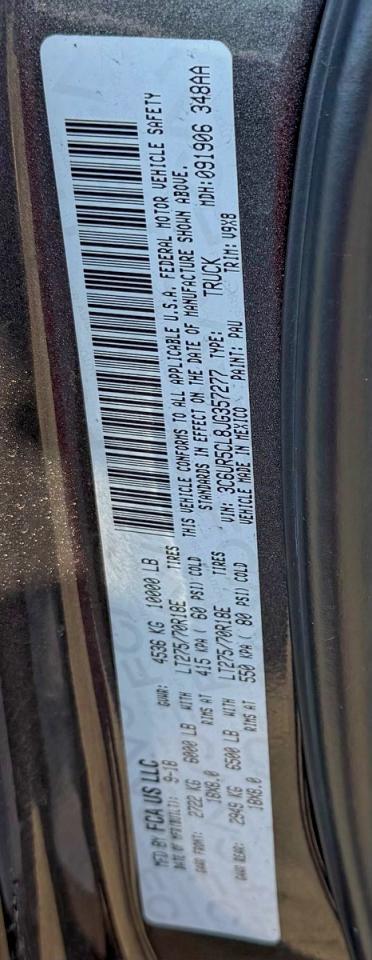 MFD BY FCA US LLC
DATE OF MFR(MUL): 9-18 GVWR: 4536 KG 10000 LB
GAWR FRONT: 2722 KG 6000 LB WITH LT275/70R18E TIRES
RIMS AT
18X8.0 415 KPA( 60 PSI) COLD
GAWR REAR: 2949 KG 6500 LB WITH LT275/70R18E TIRES
RIMS AT
18X8.0 550 KPA( 80 PSI) COLD
THIS VEHICLE CONFORMS TO ALL APPLICABLE U.S.A. FEDERAL MOTOR VEHICLE SAFETY
STANDARDS IN EFFECT ON THE DATE OF MANUFACTURE SHOWN ABOVE.
MDH:091906 348AA
VIN: 3C6UR5CL8JG357277 TYPE: TRUCK
VEHICLE MADE IN MEXICO PAINT: PAU TRIM: V9X8